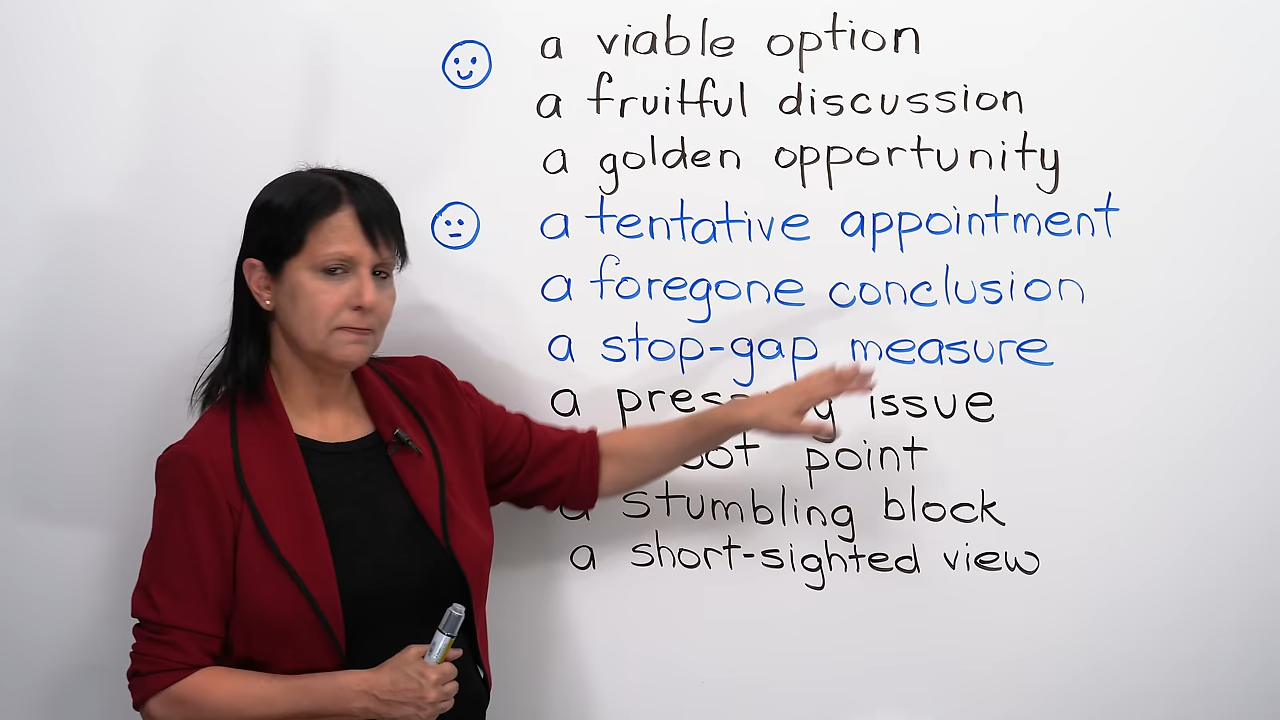 a viable option
a fruitful discussion
a golden opportunity
a tentative appointment
a foregone conclusion
a stop-gap measure
a issue
point
a stumbling block
a short-sighted view